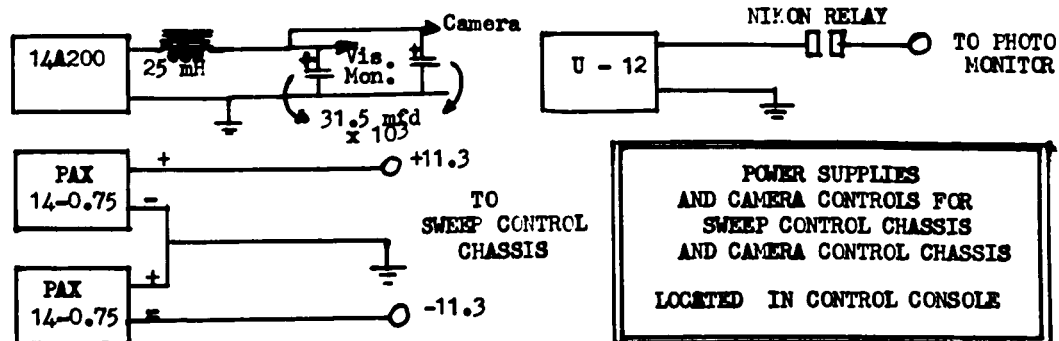 14A200
25 mH
Camera
Vis.
Mon.
31.5 mfd
x 103
U - 12
NIKON RELAY
TO PHOTO
MONITOR
PAX
14-0.75
+
-
+11.3
TO
SWEEP CONTROL
CHASSIS
PAX
14-0.75
+
=
-11.3
POWER SUPPLIES
AND CAMERA CONTROLS FOR
SWEEP CONTROL CHASSIS
AND CAMERA CONTROL CHASSIS
LOCATED IN CONTROL CONSOLE